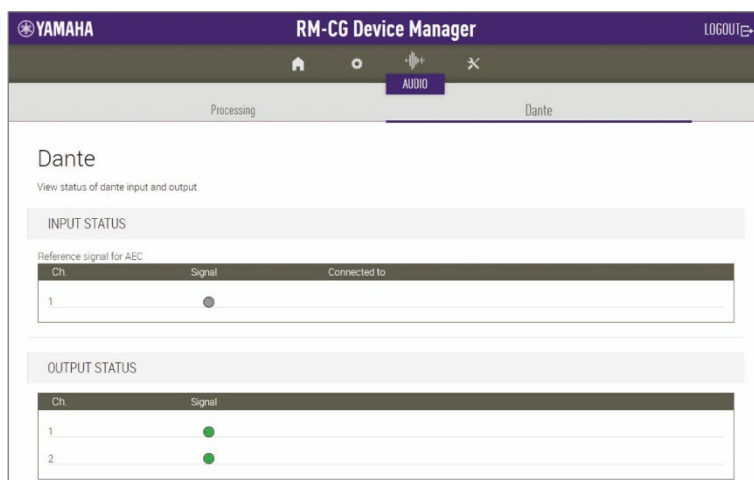 YAMAHA RM-CG Device Manager LOGOUT
AUDIO
Processing Dante
Dante
View status of dante input and output
INPUT STATUS
Reference signal for AEC
Ch. Signal Connected to
1
OUTPUT STATUS
Ch. Signal
1
2